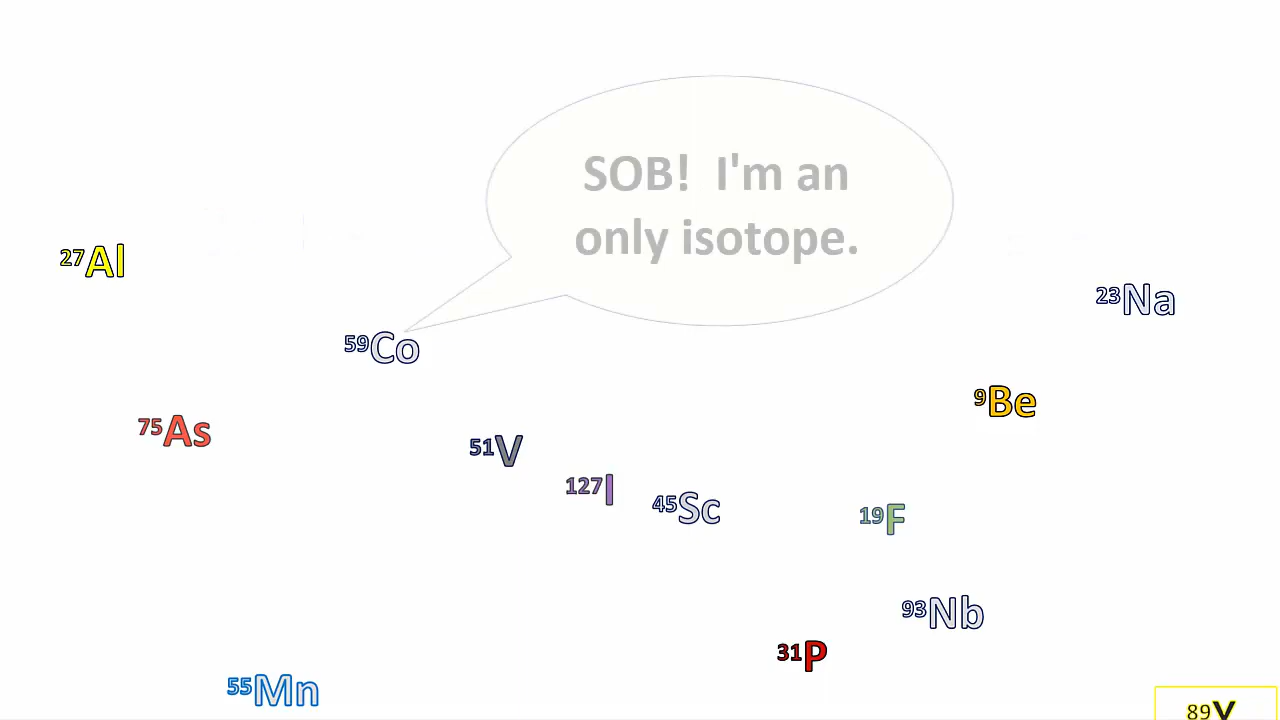 SOB! I'm an
only isotope.
²⁷Al
²³Na
⁵⁹Co
⁹Be
⁷⁵As
⁵¹V
¹²⁷I
⁴⁵Sc
¹⁹F
⁹³Nb
³¹P
⁵⁵Mn
⁸⁹Y